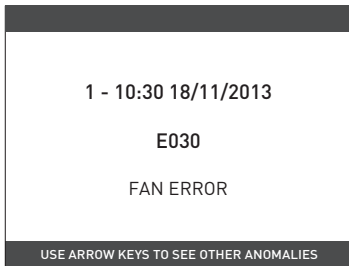 1 - 10:30 18/11/2013
E030
FAN ERROR
USE ARROW KEYS TO SEE OTHER ANOMALIES